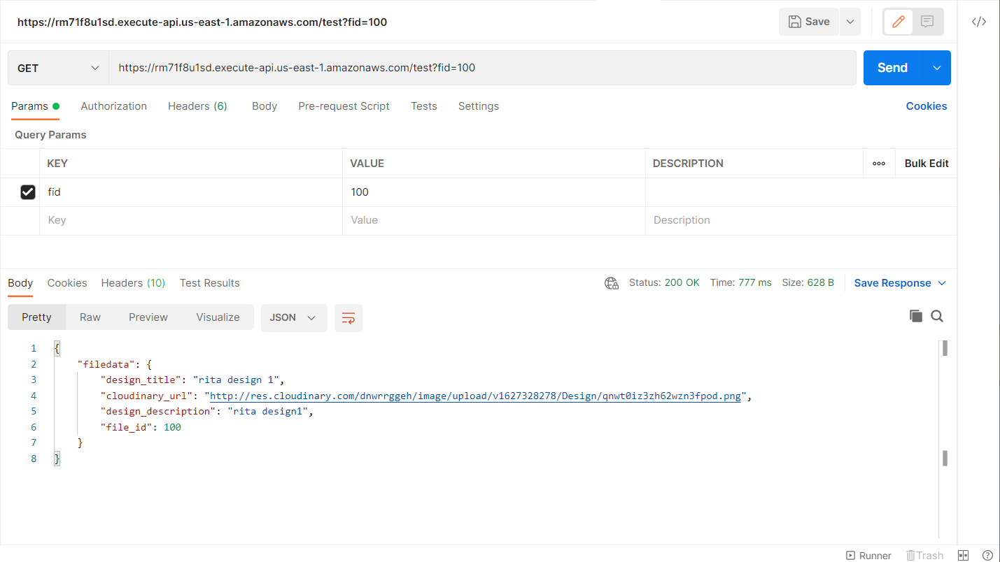 https://rm71f8u1sd.execute-api.us-east-1.amazonaws.com/test?fid=100
Save
GET
https://rm71f8u1sd.execute-api.us-east-1.amazonaws.com/test?fid=100
Send
Params Authorization Headers (6) Body Pre-request Script Tests Settings Cookies
Query Params
KEY VALUE DESCRIPTION ooo Bulk Edit
fid 100
Key Value Description
Body Cookies Headers (10) Test Results Status: 200 OK Time: 777 ms Size: 628 B Save Response
Pretty Raw Preview Visualize JSON
1 {
2 "filedata": {
3 "design_title": "rita design 1",
4 "cloudinary_url": "http://res.cloudinary.com/dnwrrggeh/image/upload/v1627328278/Design/qnwt0iz3zh62wzn3fpod.png",
5 "design_description": "rita design1",
6 "file_id": 100
7 }
8 }
Runner Trash